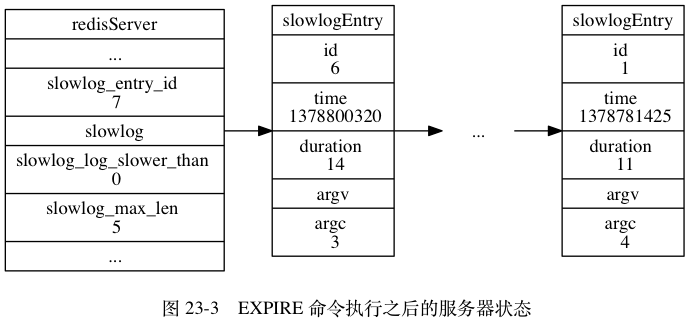 redisServer
...
slowlog_entry_id
7
slowlog
slowlog_log_slower_than
0
slowlog_max_len
5
...
slowlogEntry
id
6
time
1378800320
duration
14
argv
argc
3
...
slowlogEntry
id
1
time
1378781425
duration
11
argv
argc
4
图 23-3 EXPIRE 命令执行之后的服务器状态